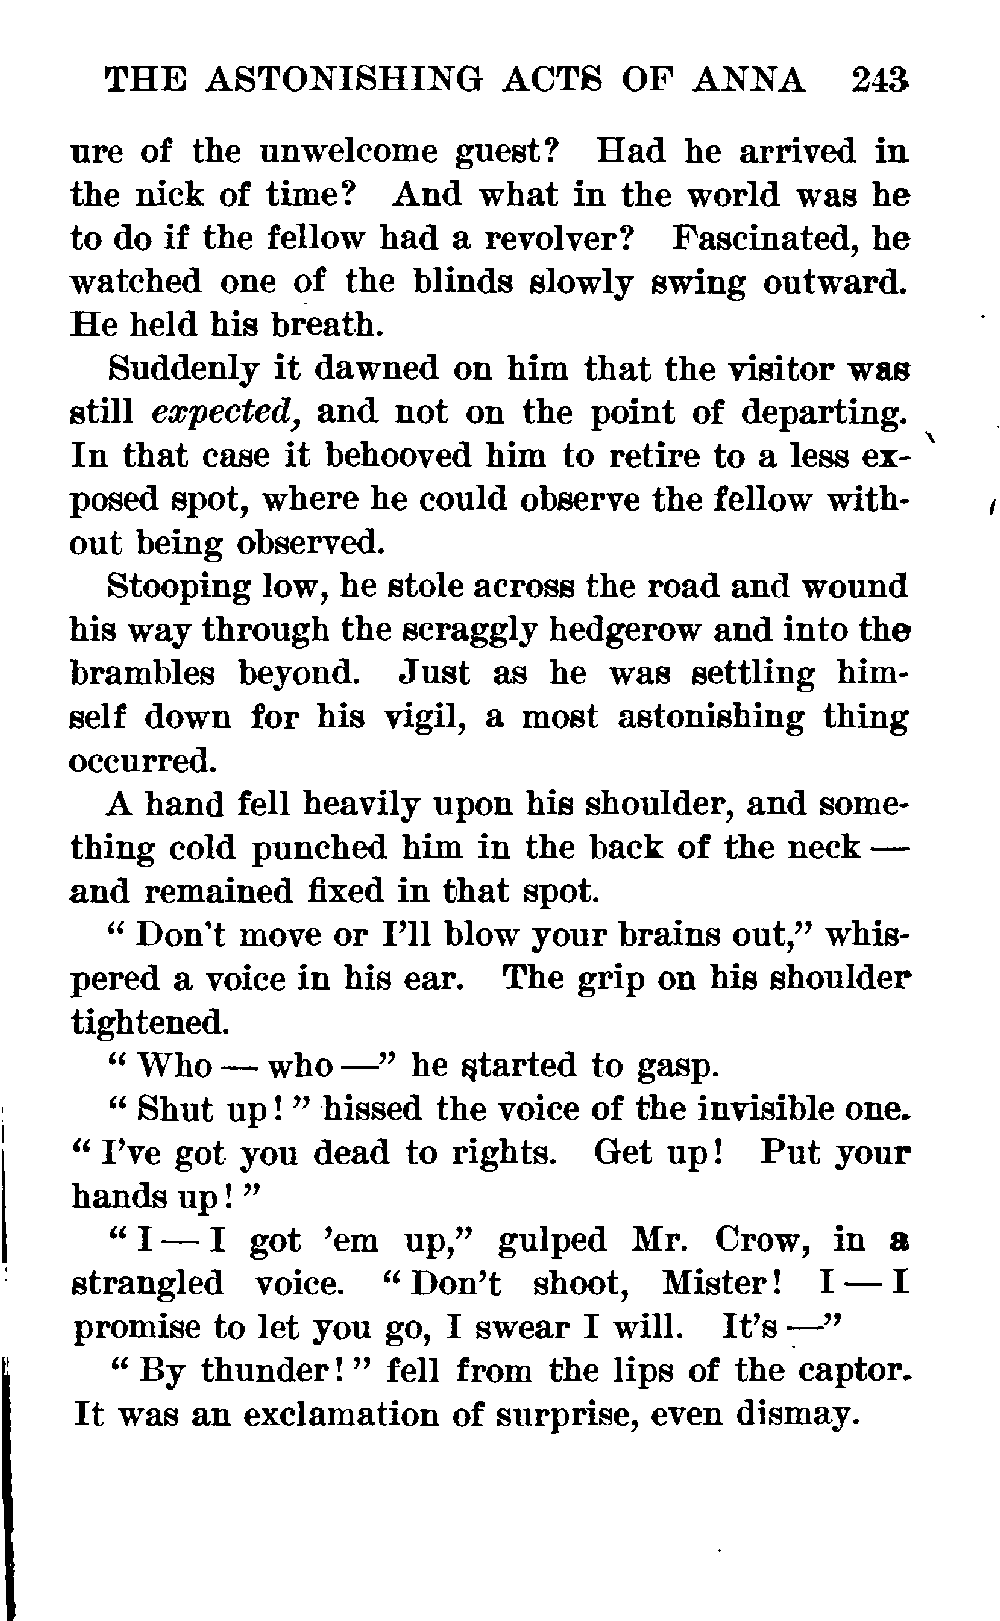 THE ASTONISHING ACTS OF ANNA 243
ure of the unwelcome guest? Had he arrived in
the nick of time? And what in the world was he
to do if the fellow had a revolver? Fascinated, he
watched one of the blinds slowly swing outward.
He held his breath.
Suddenly it dawned on him that the visitor was
still expected, and not on the point of departing.
In that case it behooved him to retire to a less ex-
posed spot, where he could observe the fellow with-
out being observed.
Stooping low, he stole across the road and wound
his way through the scraggly hedgerow and into the
brambles beyond. Just as he was settling him-
self down for his vigil, a most astonishing thing
occurred.
A hand fell heavily upon his shoulder, and some-
thing cold punched him in the back of the neck —
and remained fixed in that spot.
“ Don't move or I'll blow your brains out,” whis-
pered a voice in his ear. The grip on his shoulder
tightened.
“ Who — who —” he started to gasp.
“ Shut up! ” hissed the voice of the invisible one.
“ I've got you dead to rights. Get up! Put your
hands up! ”
“ I — I got 'em up,” gulped Mr. Crow, in a
strangled voice. “ Don't shoot, Mister! I — I
promise to let you go, I swear I will. It's —”
“ By thunder! ” fell from the lips of the captor.
It was an exclamation of surprise, even dismay.